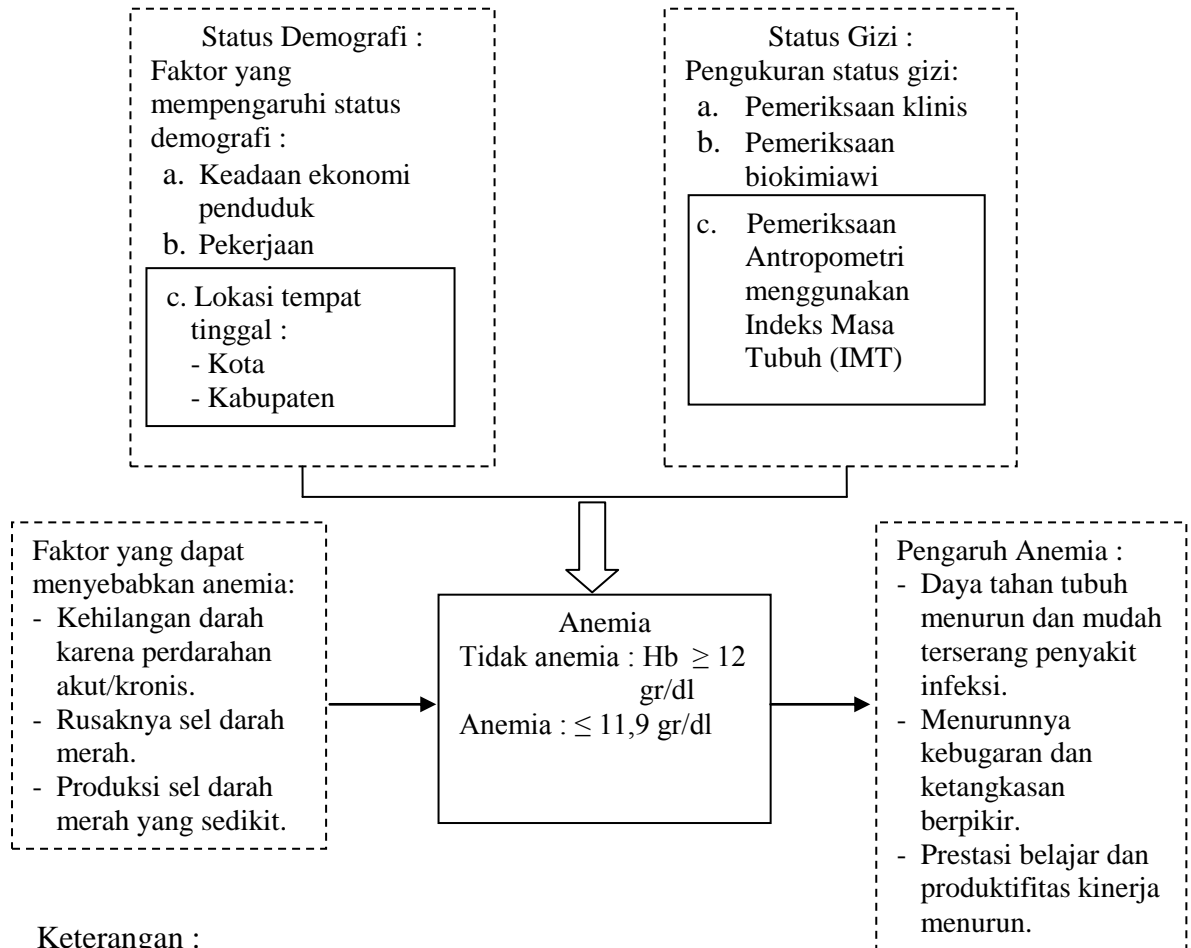 Status Demografi :
Faktor yang
mempengaruhi status
demografi :
a. Keadaan ekonomi
penduduk
b. Pekerjaan
c. Lokasi tempat
tinggal :
- Kota
- Kabupaten
Status Gizi :
Pengukuran status gizi:
a. Pemeriksaan klinis
b. Pemeriksaan
biokimiawi
c. Pemeriksaan
Antropometri
menggunakan
Indeks Masa
Tubuh (IMT)
Faktor yang dapat
menyebabkan anemia:
- Kehilangan darah
karena perdarahan
akut/kronis.
- Rusaknya sel darah
merah.
- Produksi sel darah
merah yang sedikit.
Anemia
Tidak anemia : Hb ≥ 12
gr/dl
Anemia : ≤ 11,9 gr/dl
Pengaruh Anemia :
- Daya tahan tubuh
menurun dan mudah
terserang penyakit
infeksi.
- Menurunnya
kebugaran dan
ketangkasan
berpikir.
- Prestasi belajar dan
produktifitas kinerja
menurun.
Keterangan :